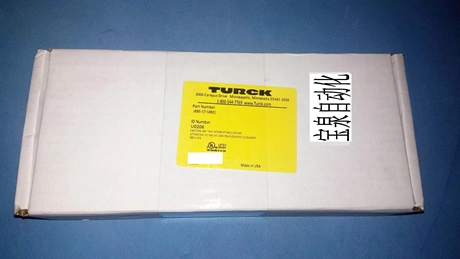 TURCK
3000 Campus Drive, Minneapolis, Minnesota 55441-2656
1-800-544-7769 www.Turck.com
Part Number
ID Number
U0206
Made in USA
宝泉自动化